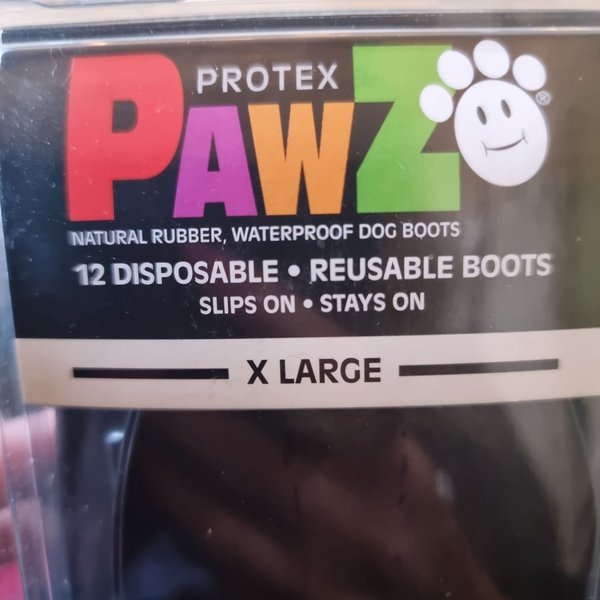 PROTEX
PAWZ®
NATURAL RUBBER, WATERPROOF DOG BOOTS
12 DISPOSABLE • REUSABLE BOOTS
SLIPS ON • STAYS ON
X LARGE